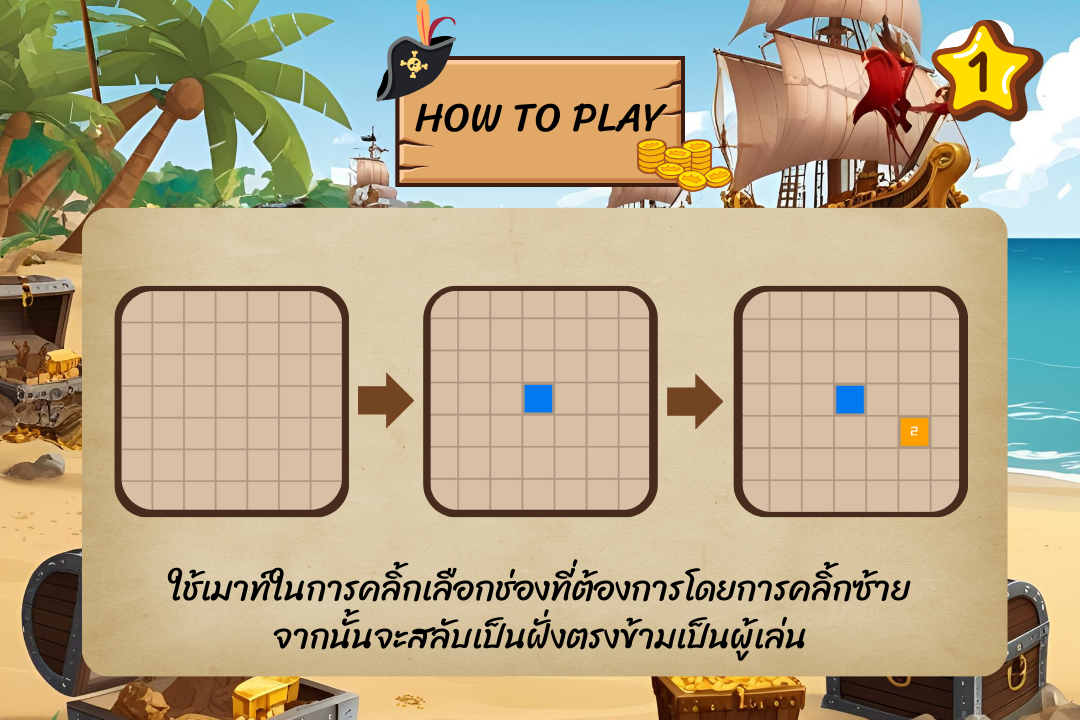 HOW TO PLAY
1
2
ใช้เมาท์ในการคลิ้กเลือกช่องที่ต้องการโดยการคลิ้กซ้าย
จากนั้นจะสลับเป็นฝั่งตรงข้ามเป็นผู้เล่น